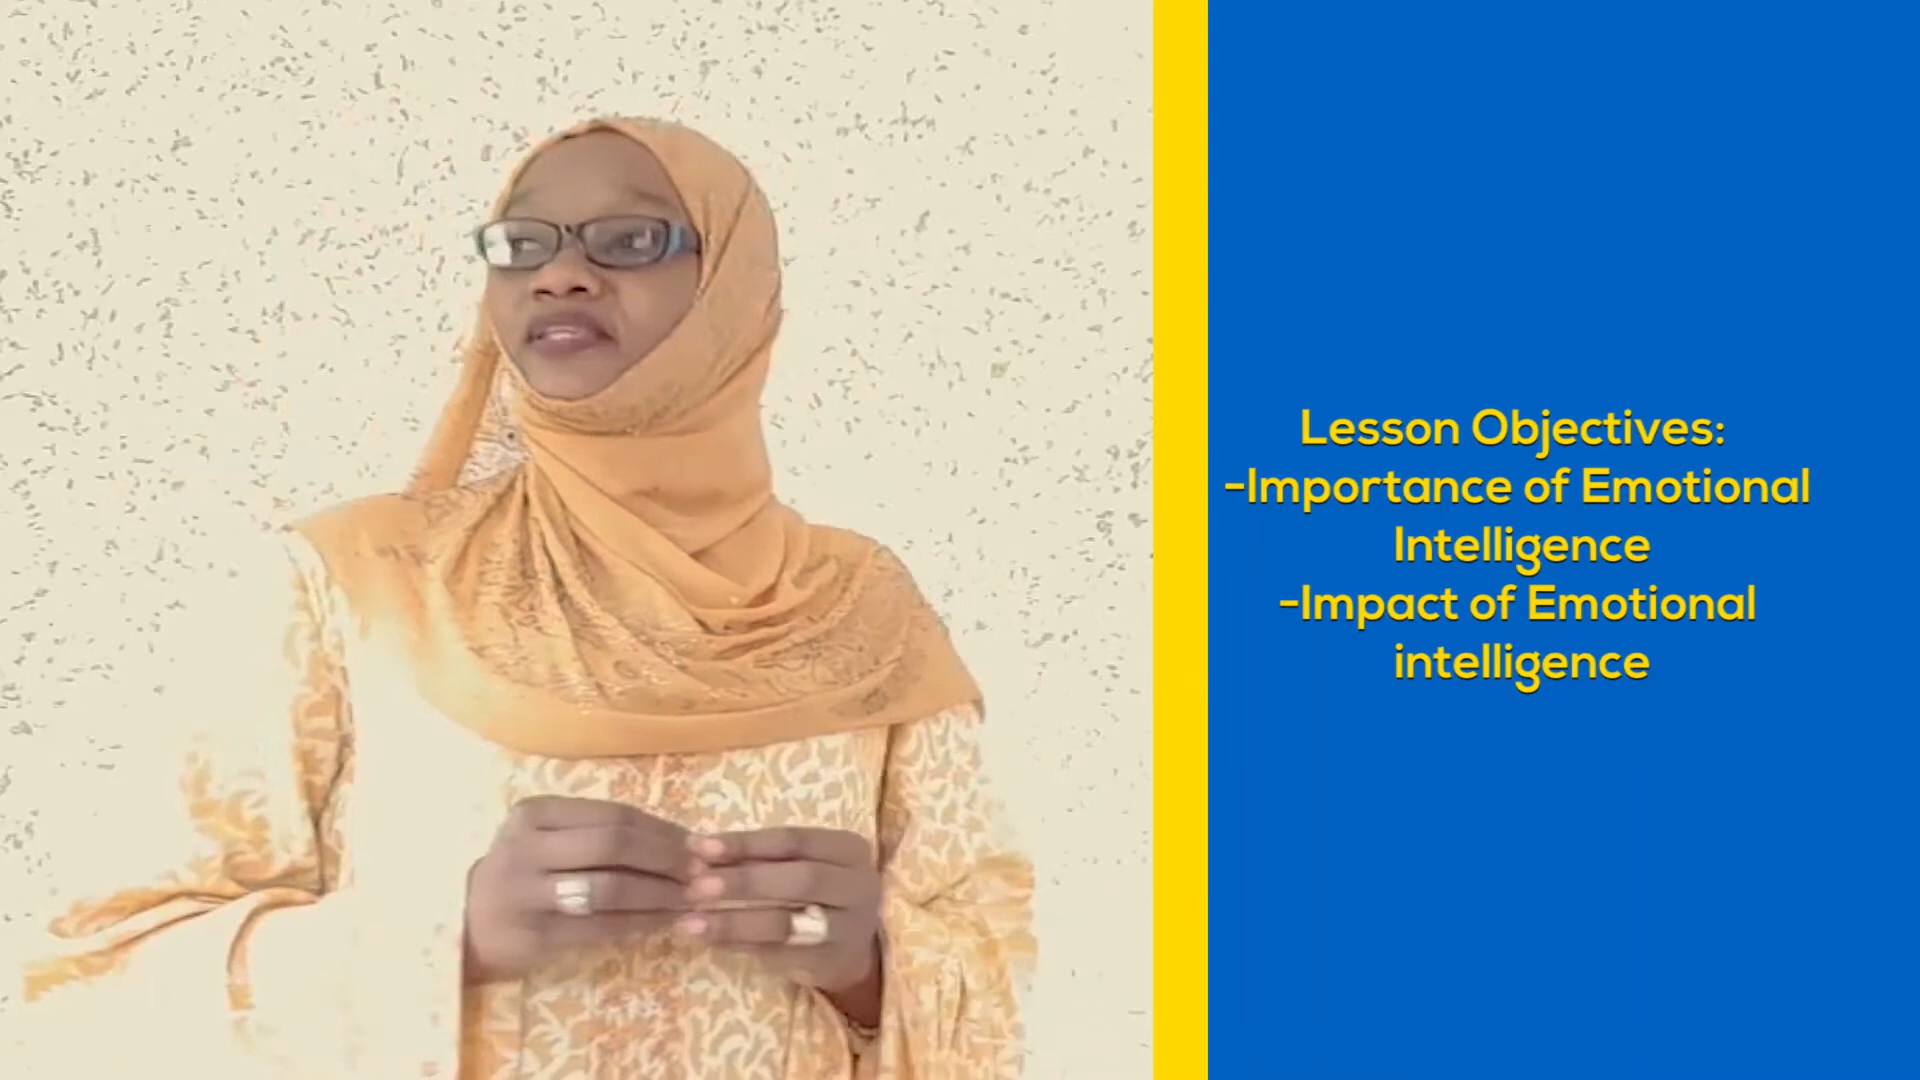 Lesson Objectives:
-Importance of Emotional
Intelligence
-Impact of Emotional
intelligence